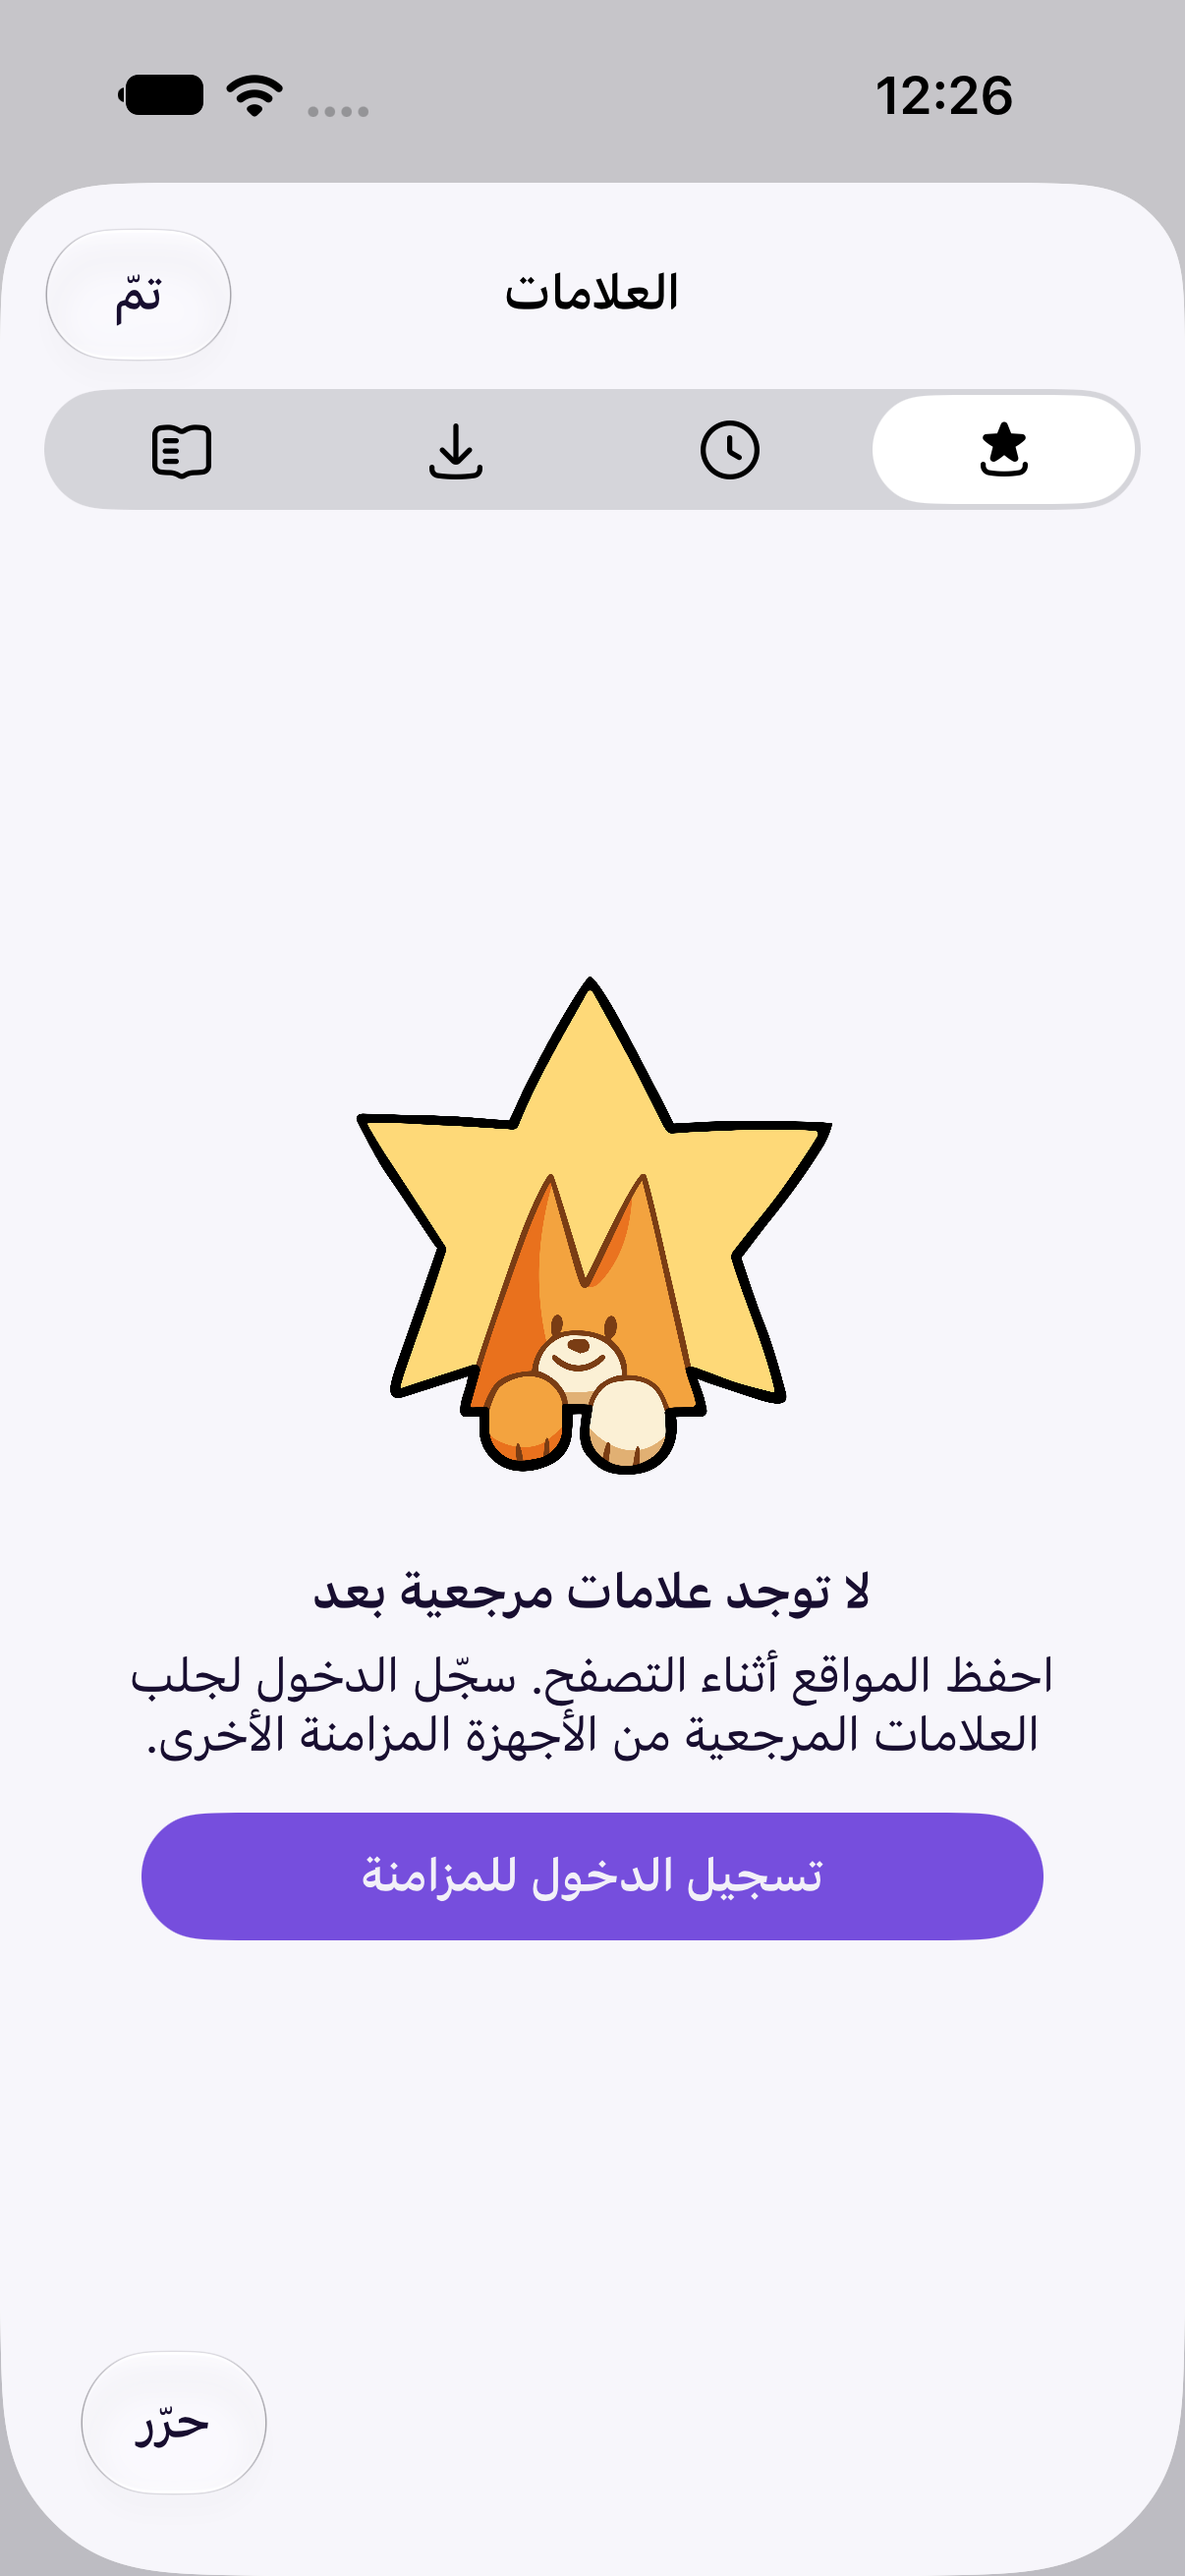 12:26
العلامات
تمّ
لا توجد علامات مرجعية بعد
احفظ المواقع أثناء التصفح. سجّل الدخول لجلب
العلامات المرجعية من الأجهزة المزامنة الأخرى.
تسجيل الدخول للمزامنة
حرّر